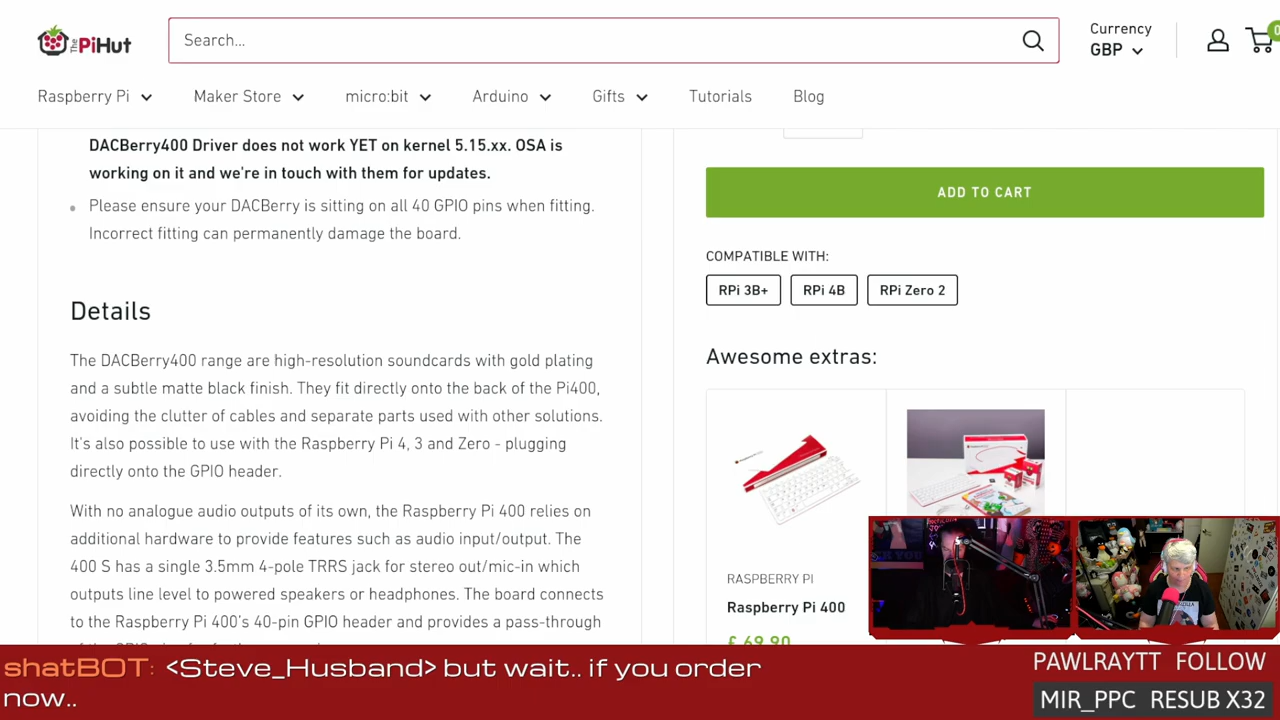 The PiHut
Search...
Currency
GBP
0
Raspberry Pi
Maker Store
micro:bit
Arduino
Gifts
Tutorials
Blog
DACBerry400 Driver does not work YET on kernel 5.15.xx. OSA is
working on it and we're in touch with them for updates.
Please ensure your DACBerry is sitting on all 40 GPIO pins when fitting.
Incorrect fitting can permanently damage the board.
Details
The DACBerry400 range are high-resolution soundcards with gold plating
and a subtle matte black finish. They fit directly onto the back of the Pi400,
avoiding the clutter of cables and separate parts used with other solutions.
It's also possible to use with the Raspberry Pi 4, 3 and Zero - plugging
directly onto the GPIO header.
With no analogue audio outputs of its own, the Raspberry Pi 400 relies on
additional hardware to provide features such as audio input/output. The
400 S has a single 3.5mm 4-pole TRRS jack for stereo out/mic-in which
outputs line level to powered speakers or headphones. The board connects
to the Raspberry Pi 400's 40-pin GPIO header and provides a pass-through
ADD TO CART
COMPATIBLE WITH:
RPi 3B+
RPi 4B
RPi Zero 2
Awesome extras:
RASPBERRY PI
Raspberry Pi 400
£ 69.90
shatBOT: <Steve_Husband> but wait.. if you order
now..
PAWLRAYTT FOLLOW
MIR_PPC RESUB X32